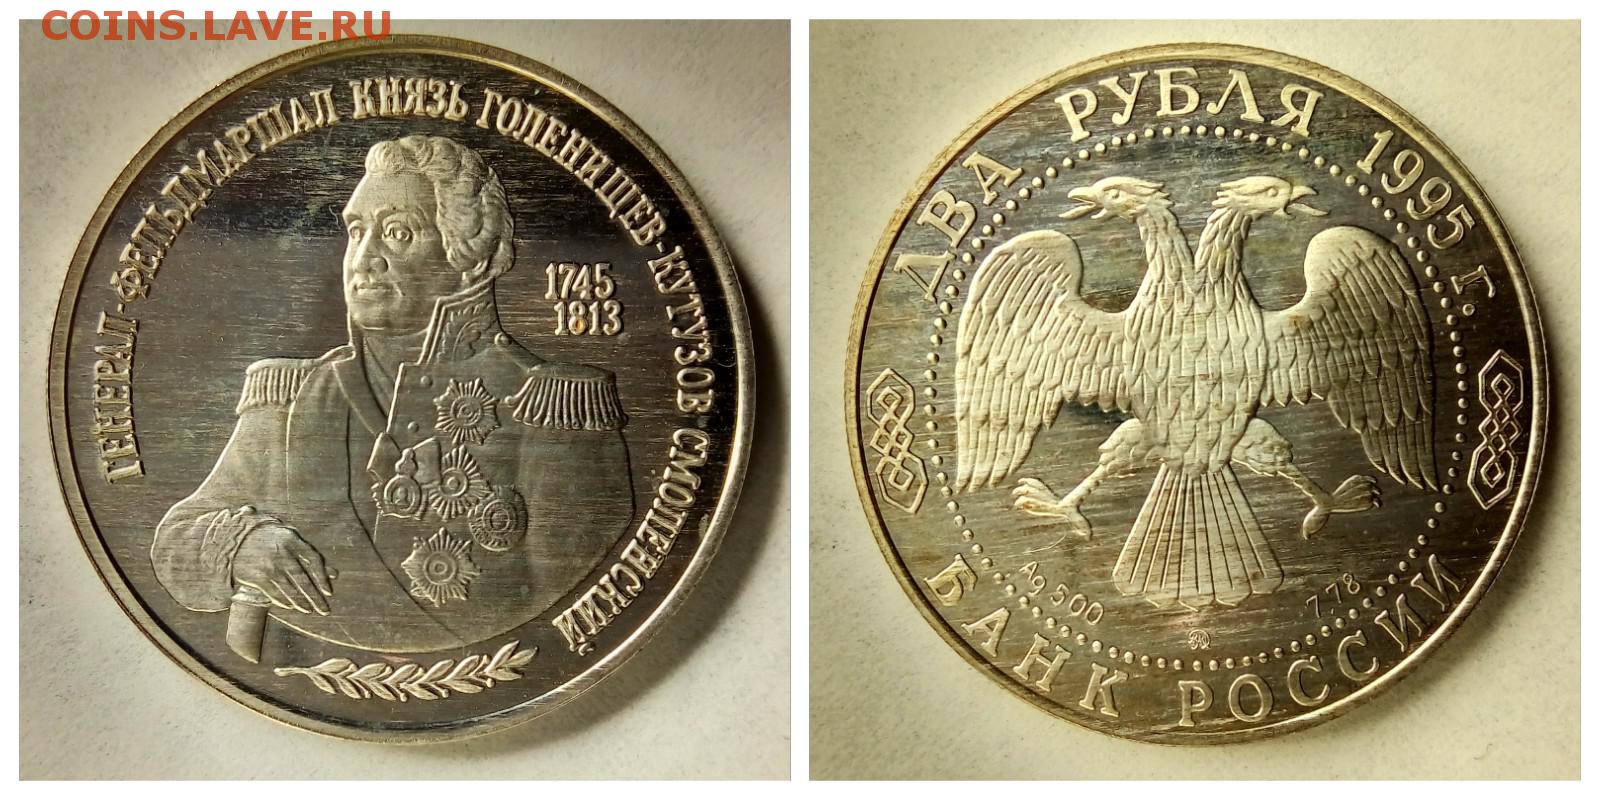 COINS.LAVE.RU
ГЕНЕРАЛ-ФЕЛЬДМАРШАЛ КНЯЗЬ ГОЛЕНИЩЕВ-КУТУЗОВ СМОЛЕНСКИЙ
1745
1813
ДВА РУБЛЯ 1995 г.
Ag 500
7,78
БАНК РОССИИ